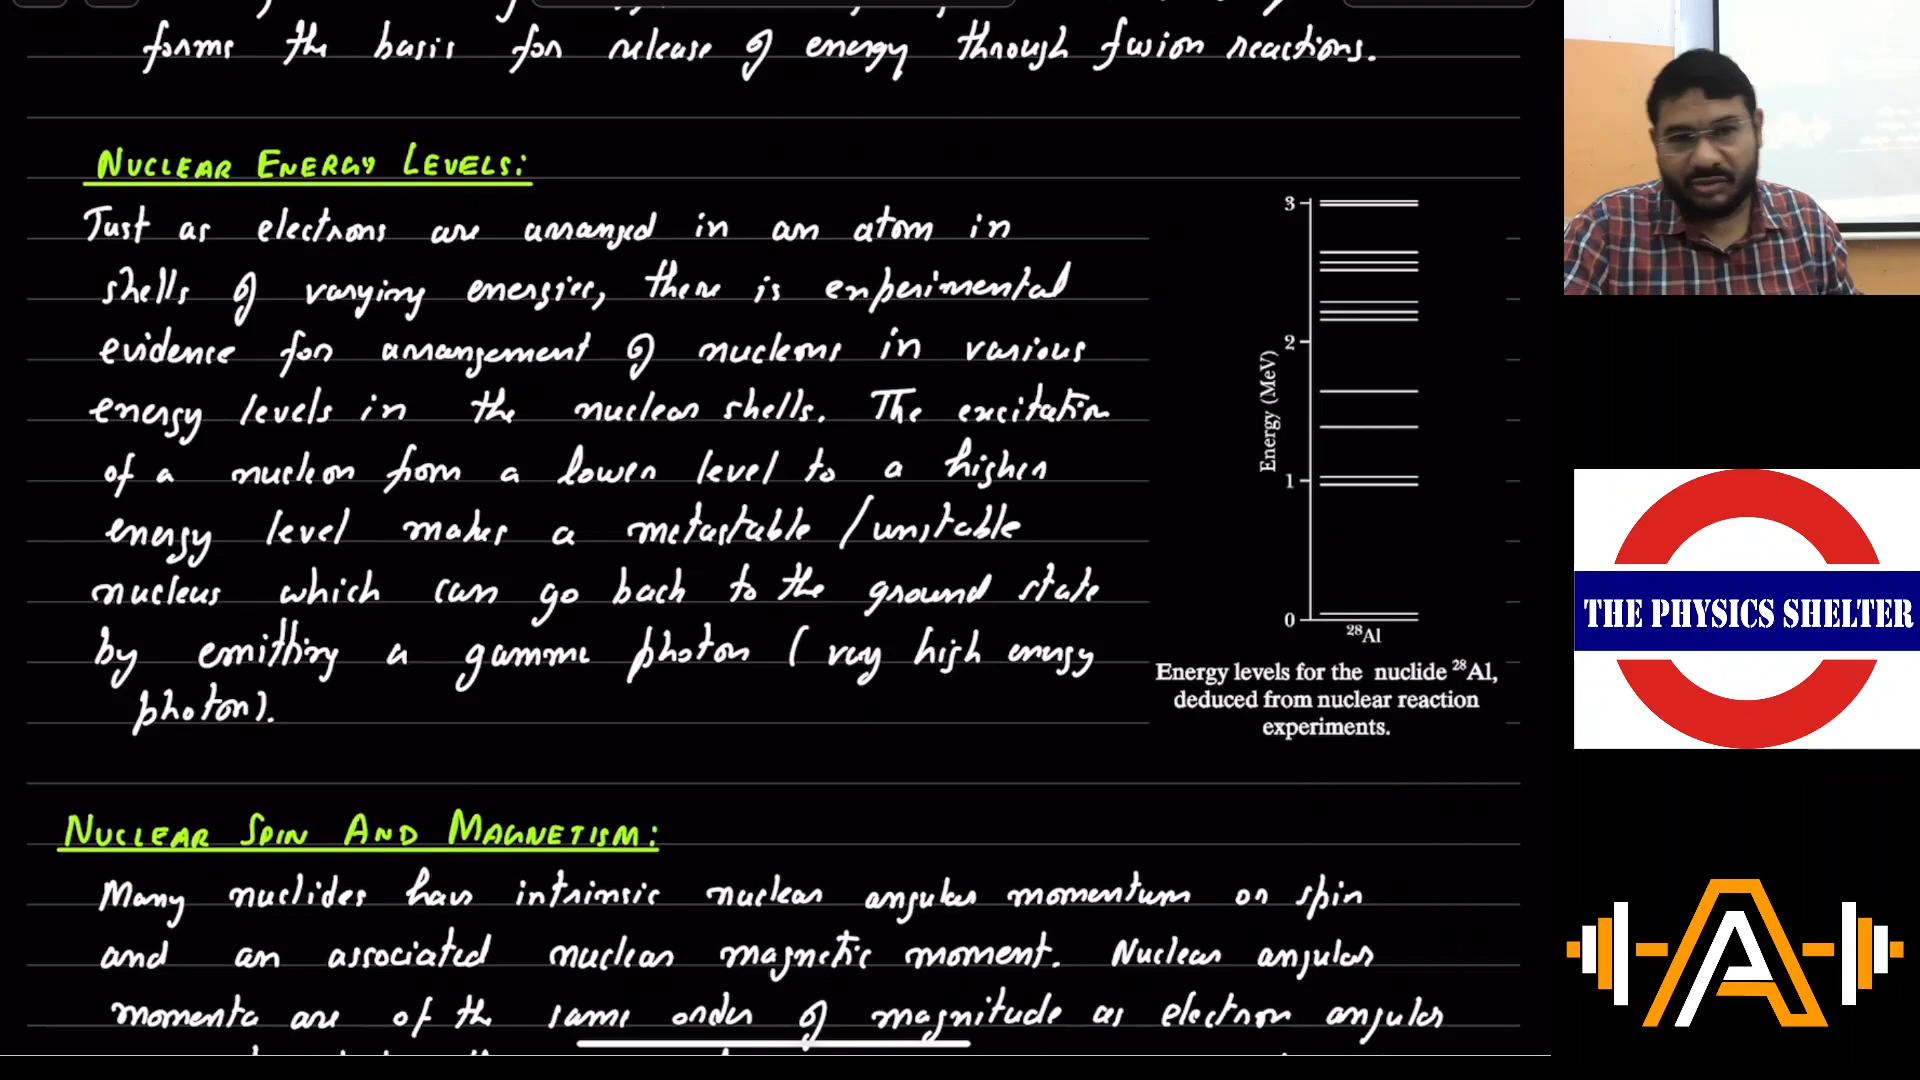 forms the basis for release of energy through fusion reactions.
NUCLEAR ENERGY LEVELS:
Just as electrons are arranged in an atom in
shells of varying energies, there is experimental
evidence for arrangement of nucleons in various
energy levels in the nuclear shells. The excitation
of a nucleon from a lower level to a higher
energy level makes a metastable / unstable
nucleus which can go back to the ground state
by emitting a gamma photon ( very high energy
photon).
3
2
1
0
Energy (MeV)
28Al
Energy levels for the nuclide 28Al,
deduced from nuclear reaction
experiments.
NUCLEAR SPIN AND MAGNETISM:
Many nuclides have intrinsic nuclear angular momentum or spin
and an associated nuclear magnetic moment. Nuclear angular
momenta are of the same order of magnitude as electron angular
THE PHYSICS SHELTER
A